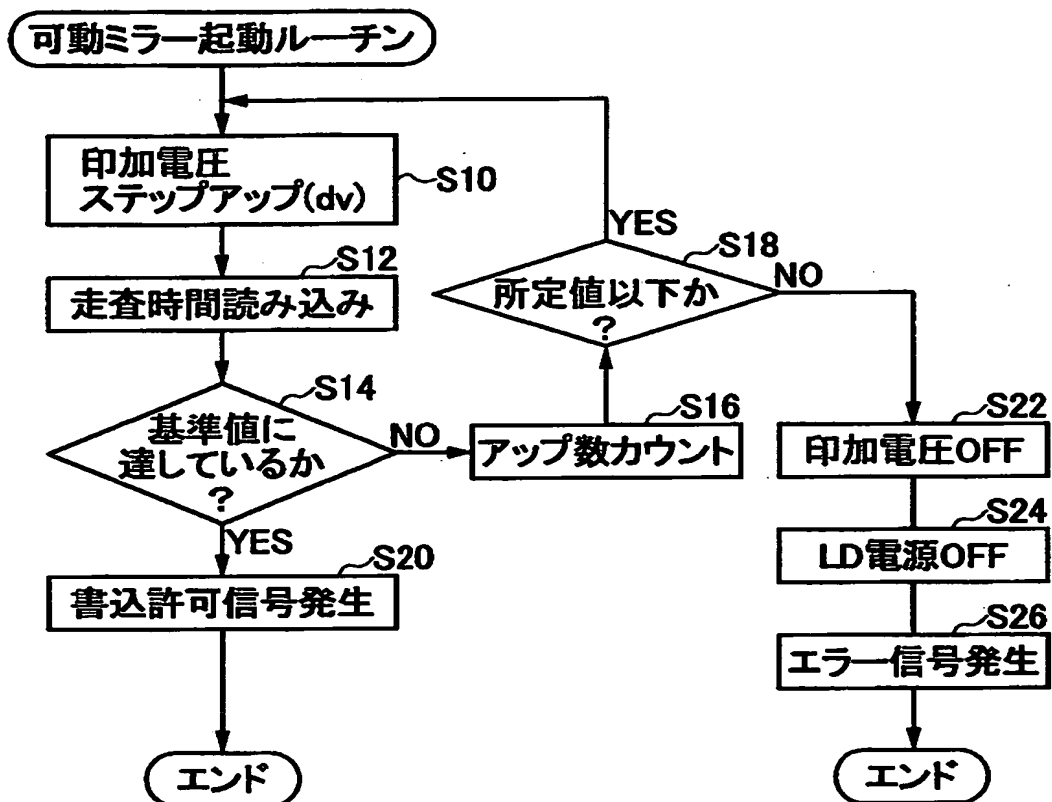 可動ミラー起動ルーチン
印加電圧
ステップアップ(dv)
S10
S12
走査時間読み込み
S14
基準値に
達しているか
?
NO
YES
S16
アップ数カウント
S18
所定値以下か
?
YES
NO
S20
書込許可信号発生
エンド
S22
印加電圧OFF
S24
LD電源OFF
S26
エラー信号発生
エンド